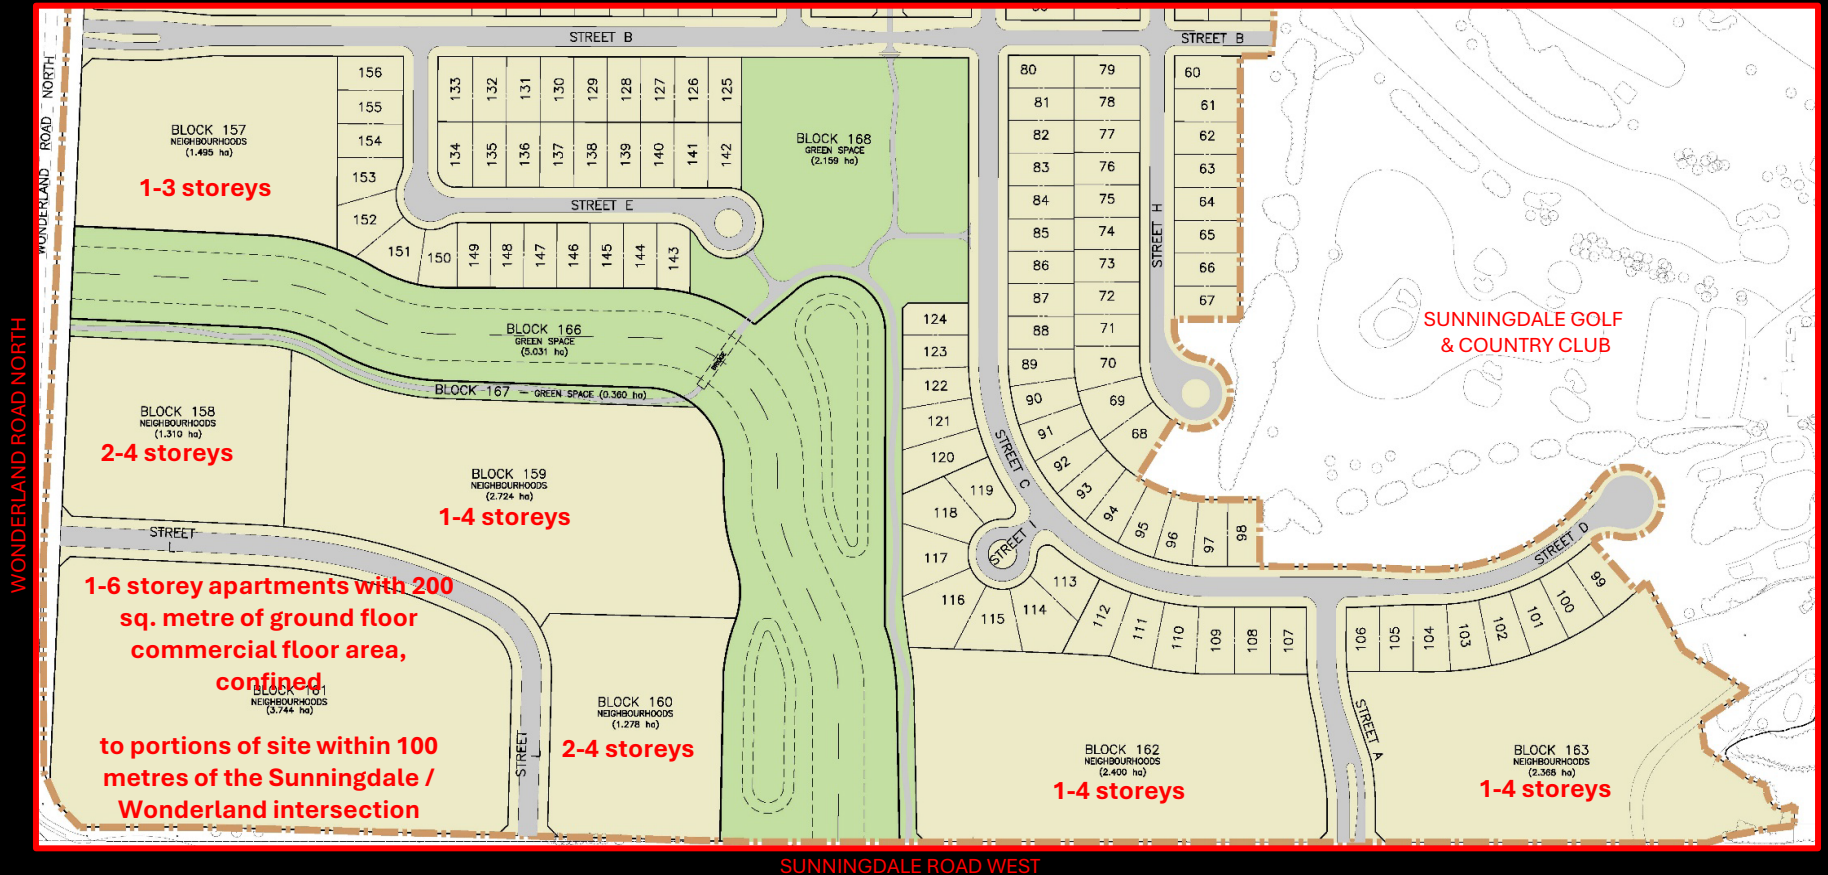 STREET B
STREET B
WONDERLAND ROAD NORTH
WONDERLAND ROAD NORTH
BLOCK 157
NEIGHBOURHOODS
(1.495 ha)
1-3 storeys
156
155
154
153
152
151
150
149
148
147
146
145
144
143
133
132
131
130
129
128
127
126
125
134
135
136
137
138
139
140
141
142
STREET E
BLOCK 168
GREEN SPACE
(2.159 ha)
80
81
82
83
84
85
86
87
88
89
90
91
92
93
94
95
96
97
98
79
78
77
76
75
74
73
72
71
70
69
68
STREET H
60
61
62
63
64
65
66
67
SUNNINGDALE GOLF
& COUNTRY CLUB
BLOCK 166
GREEN SPACE
(5.031 ha)
BRIDGE
BLOCK 167 - GREEN SPACE (0.360 ha)
124
123
122
121
120
119
118
117
116
115
114
113
112
111
110
109
108
107
STREET C
STREET I
STREET D
106
105
104
103
102
101
100
99
BLOCK 158
NEIGHBOURHOODS
(1.310 ha)
2-4 storeys
BLOCK 159
NEIGHBOURHOODS
(2.724 ha)
1-4 storeys
STREET
L
1-6 storey apartments with 200
sq. metre of ground floor
commercial floor area,
confined
BLOCK 161
NEIGHBOURHOODS
(3.744 ha)
to portions of site within 100
metres of the Sunningdale /
Wonderland intersection
STREET L
BLOCK 160
NEIGHBOURHOODS
(1.278 ha)
2-4 storeys
BLOCK 162
NEIGHBOURHOODS
(2.400 ha)
1-4 storeys
STREET A
BLOCK 163
NEIGHBOURHOODS
(2.368 ha)
1-4 storeys
SUNNINGDALE ROAD WEST